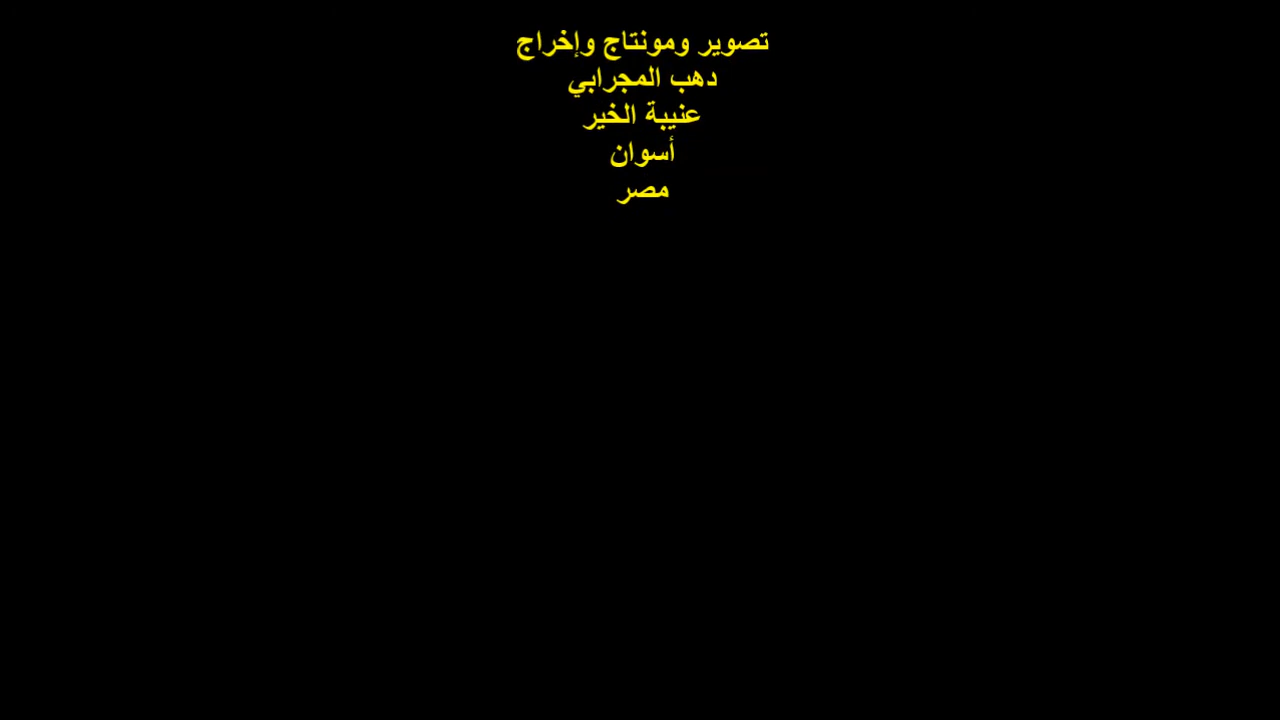 تصوير ومونتاج وإخراج
دهب المجرابي
عنيبة الخير
أسوان
مصر